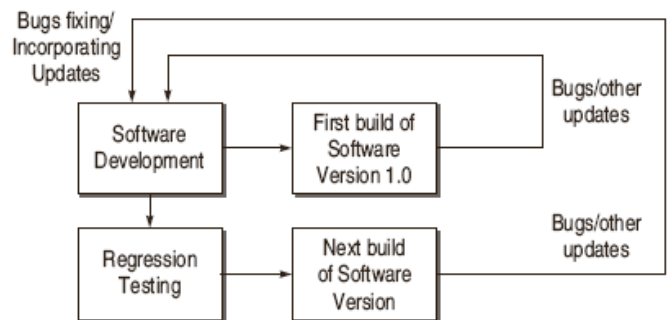 Bugs fixing/
Incorporating
Updates
Bugs/other
updates
Software
Development
First build of
Software
Version 1.0
Bugs/other
updates
Regression
Testing
Next build
of Software
Version